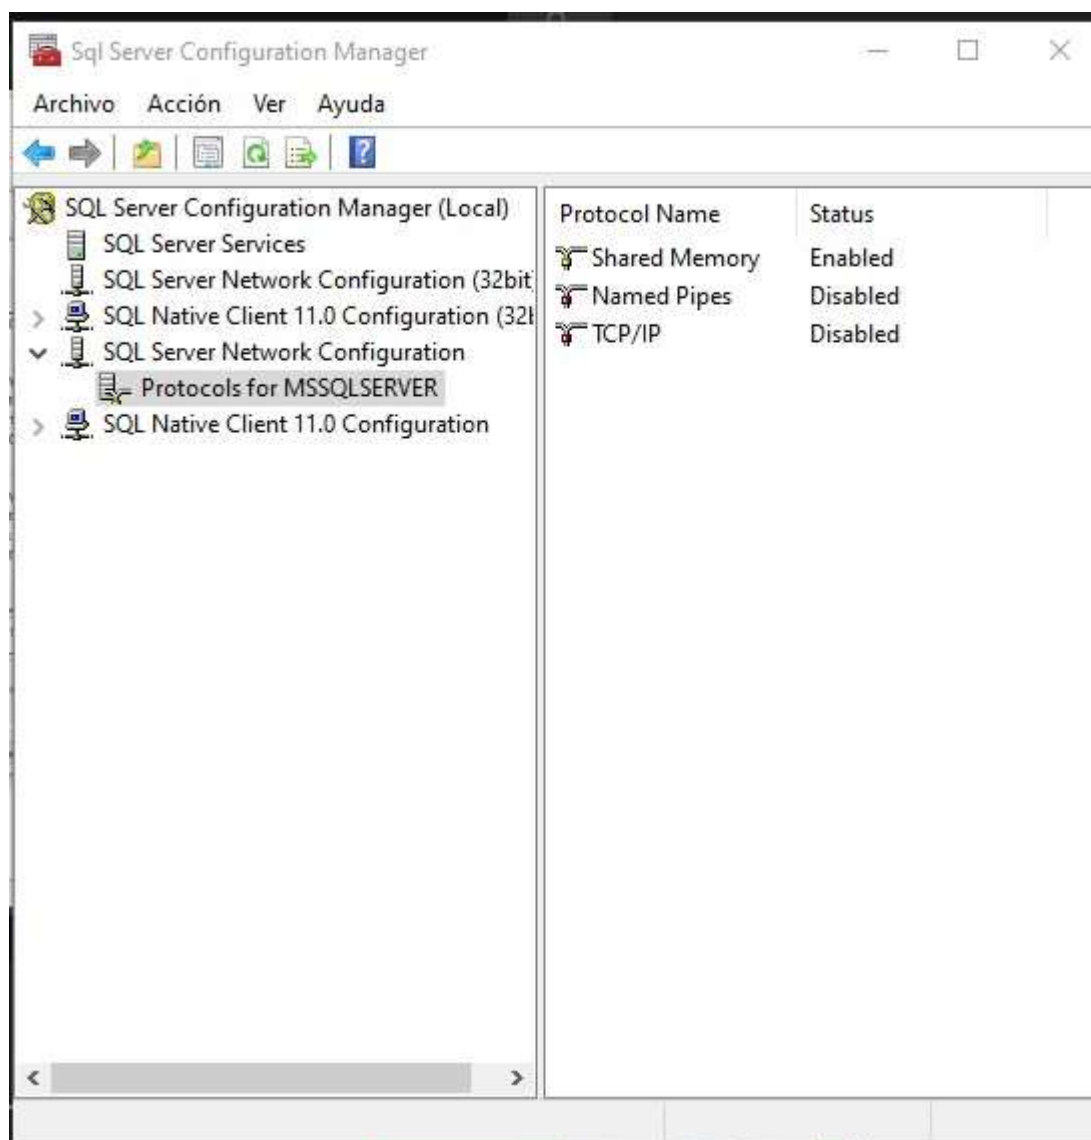 Sql Server Configuration Manager
Archivo Acción Ver Ayuda
SQL Server Configuration Manager (Local)
SQL Server Services
SQL Server Network Configuration (32bit
SQL Native Client 11.0 Configuration (32b
SQL Server Network Configuration
Protocols for MSSQLSERVER
SQL Native Client 11.0 Configuration
Protocol Name Status
Shared Memory Enabled
Named Pipes Disabled
TCP/IP Disabled